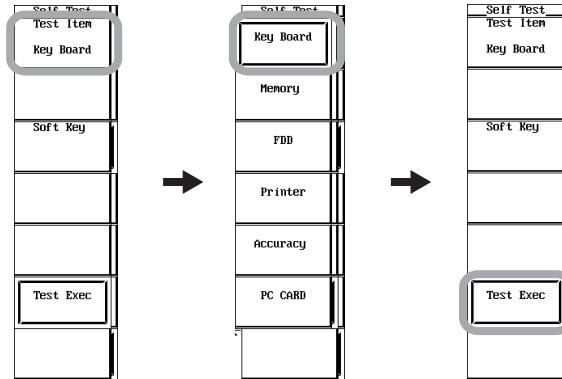 Self Test
Test Item
Key Board
Soft Key
Test Exec
Self Test
Key Board
Memory
FDD
Printer
Accuracy
PC CARD
Self Test
Test Item
Key Board
Soft Key
Test Exec